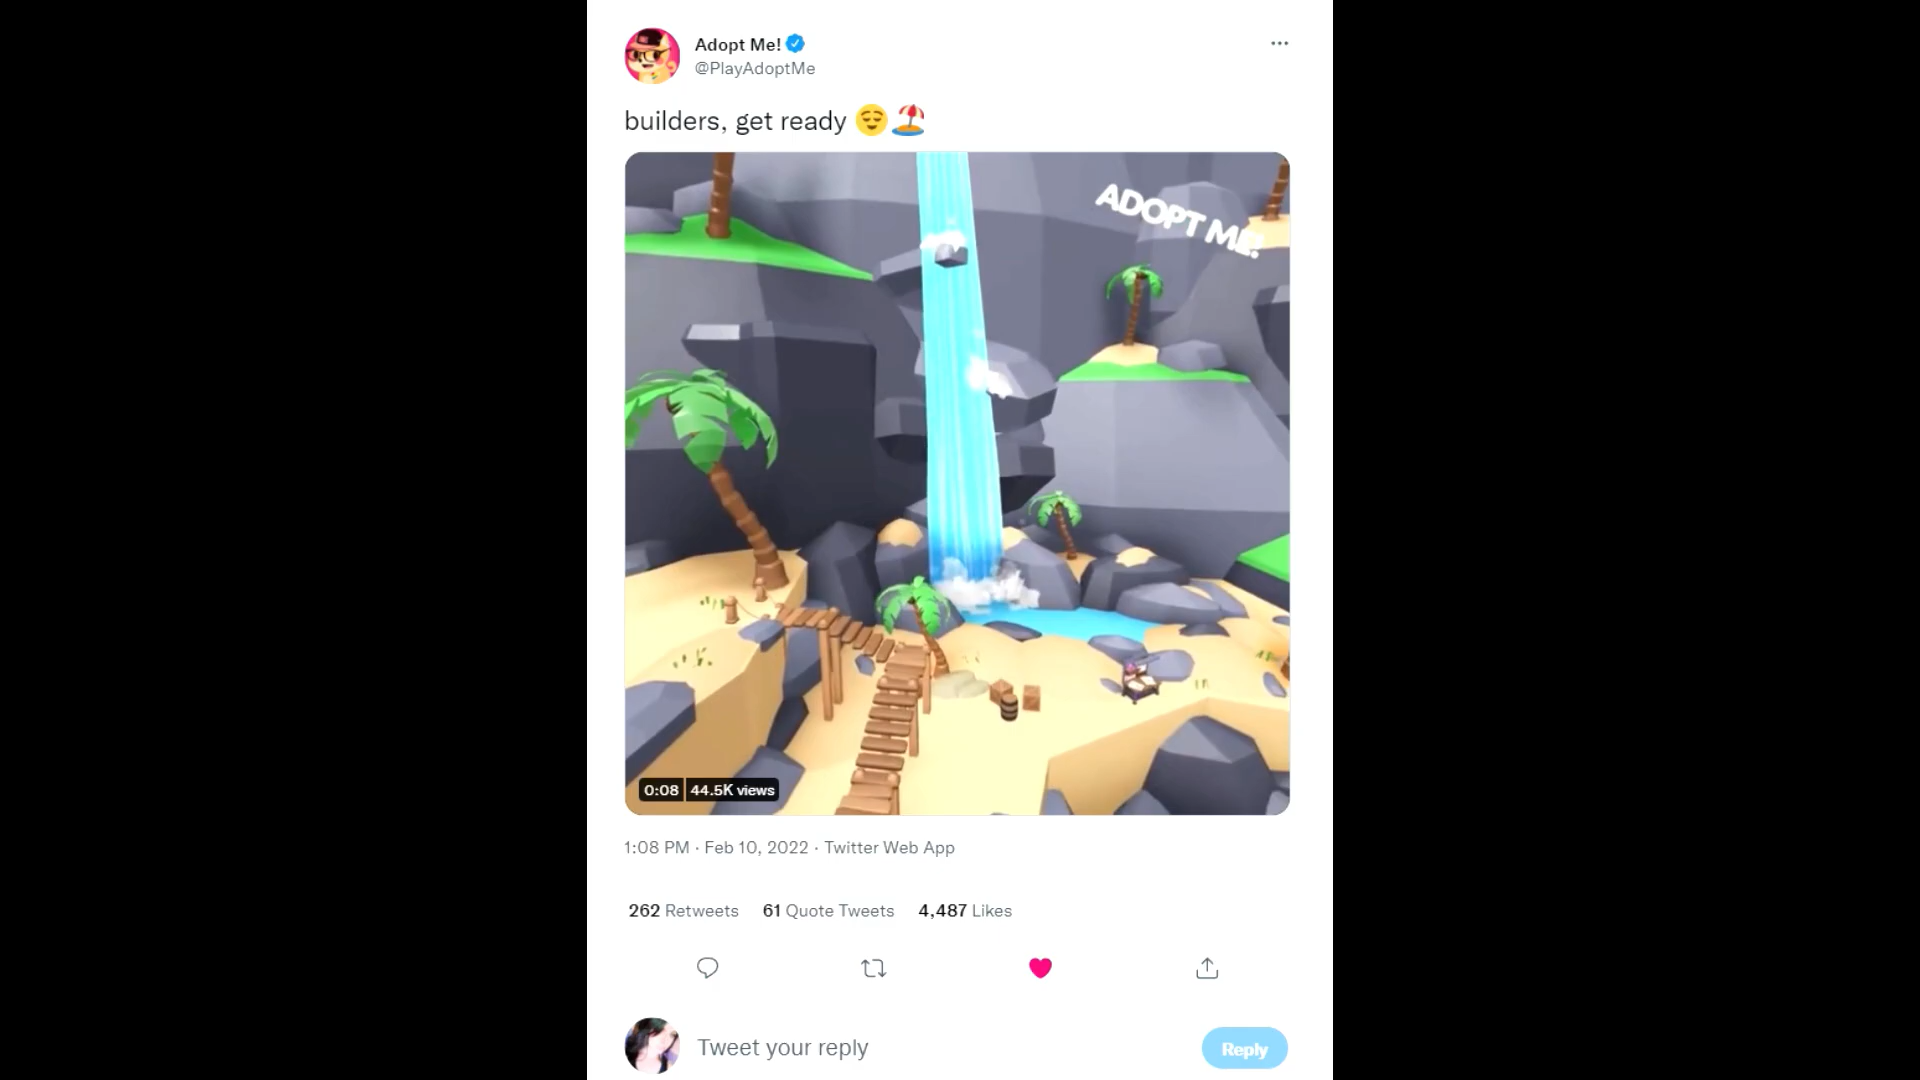 Adopt Me!
@PlayAdoptMe
builders, get ready 😌🏖️
ADOPT ME!
0:08 44.5K views
1:08 PM · Feb 10, 2022 · Twitter Web App
262 Retweets 61 Quote Tweets 4,487 Likes
Tweet your reply
Reply